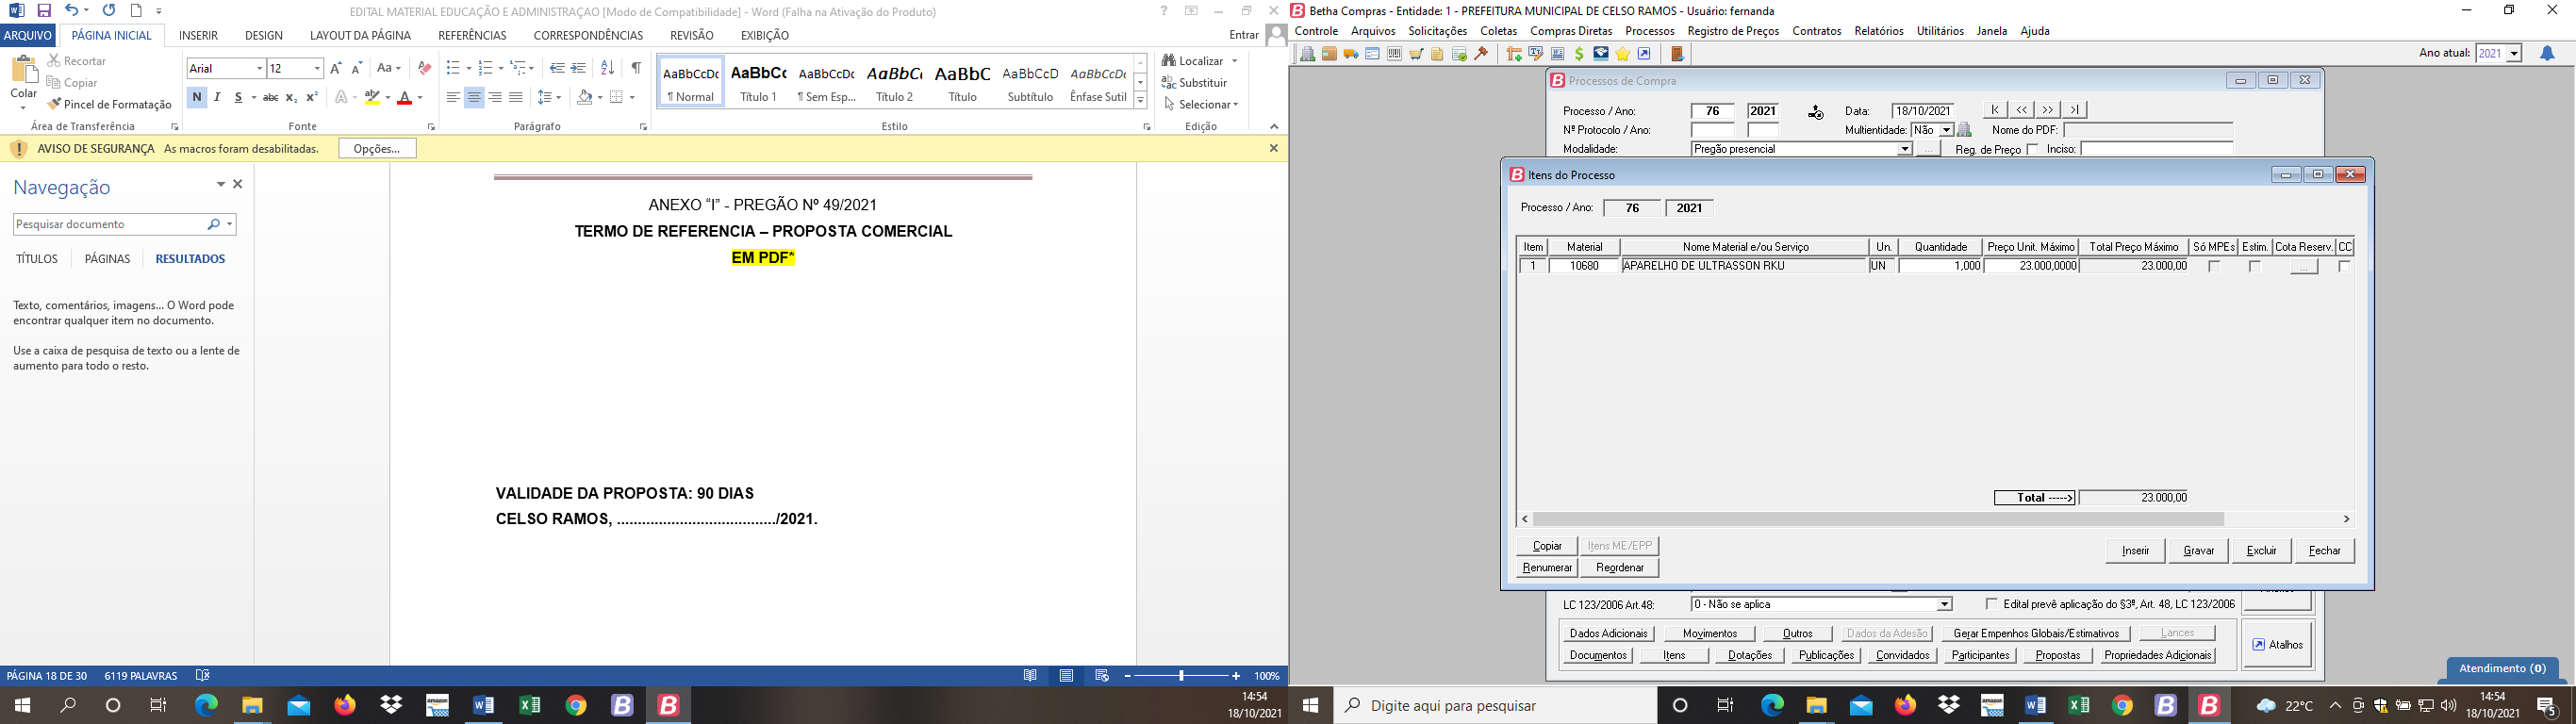 EDITAL MATERIAL EDUCAÇÃO E ADMINISTRAÇAO [Modo de Compatibilidade] - Word (Falha na Ativação do Produto)
ARQUIVO PÁGINA INICIAL INSERIR DESIGN LAYOUT DA PÁGINA REFERÊNCIAS CORRESPONDÊNCIAS REVISÃO EXIBIÇÃO Entrar
Colar
Recortar
Copiar
Pincel de Formatação
Área de Transferência
Arial 12
Fonte
Parágrafo
¶ Normal Título 1 ¶ Sem Esp... Título 2 Título Subtítulo Ênfase Sutil
Estilo
Localizar
Substituir
Selecionar
Edição
AVISO DE SEGURANÇA As macros foram desabilitadas. Opções...
Navegação
Pesquisar documento
TÍTULOS PÁGINAS RESULTADOS
Texto, comentários, imagens... O Word pode
encontrar qualquer item no documento.
Use a caixa de pesquisa de texto ou a lente de
aumento para todo o resto.
ANEXO “I” - PREGÃO Nº 49/2021
TERMO DE REFERENCIA – PROPOSTA COMERCIAL
EM PDF*
VALIDADE DA PROPOSTA: 90 DIAS
CELSO RAMOS, ....................................../2021.
PÁGINA 18 DE 30 6119 PALAVRAS 100%
14:54
18/10/2021
Betha Compras - Entidade: 1 - PREFEITURA MUNICIPAL DE CELSO RAMOS - Usuário: fernanda
Controle Arquivos Solicitações Coletas Compras Diretas Processos Registro de Preços Contratos Relatórios Utilitários Janela Ajuda
Ano atual: 2021
Processos de Compra
Processo / Ano: 76 2021 Data: 18/10/2021 |< << >> >|
Nº Protocolo / Ano: Multientidade: Não Nome do PDF:
Modalidade: Pregão presencial ... Reg. de Preço Inciso:
Itens do Processo
Processo / Ano: 76 2021
Item Material Nome Material e/ou Serviço Un. Quantidade Preço Unit. Máximo Total Preço Máximo Só MPEs Estim. Cota Reserv. CC
1 10680 APARELHO DE ULTRASSON RKU UN 1,000 23.000,0000 23.000,00 ...
Total -----> 23.000,00
Copiar Itens ME/EPP
Renumerar Reordenar
Inserir Gravar Excluir Fechar
LC 123/2006 Art.48: 0 - Não se aplica Edital prevê aplicação do §3º, Art. 48, LC 123/2006
Dados Adicionais Movimentos Outros Dados da Adesão Gerar Empenhos Globais/Estimativos Lances
Documentos Itens Dotações Publicações Convidados Participantes Propostas Propriedades Adicionais
Atalhos
Atendimento (0)
Digite aqui para pesquisar
22°C
14:54
18/10/2021
5